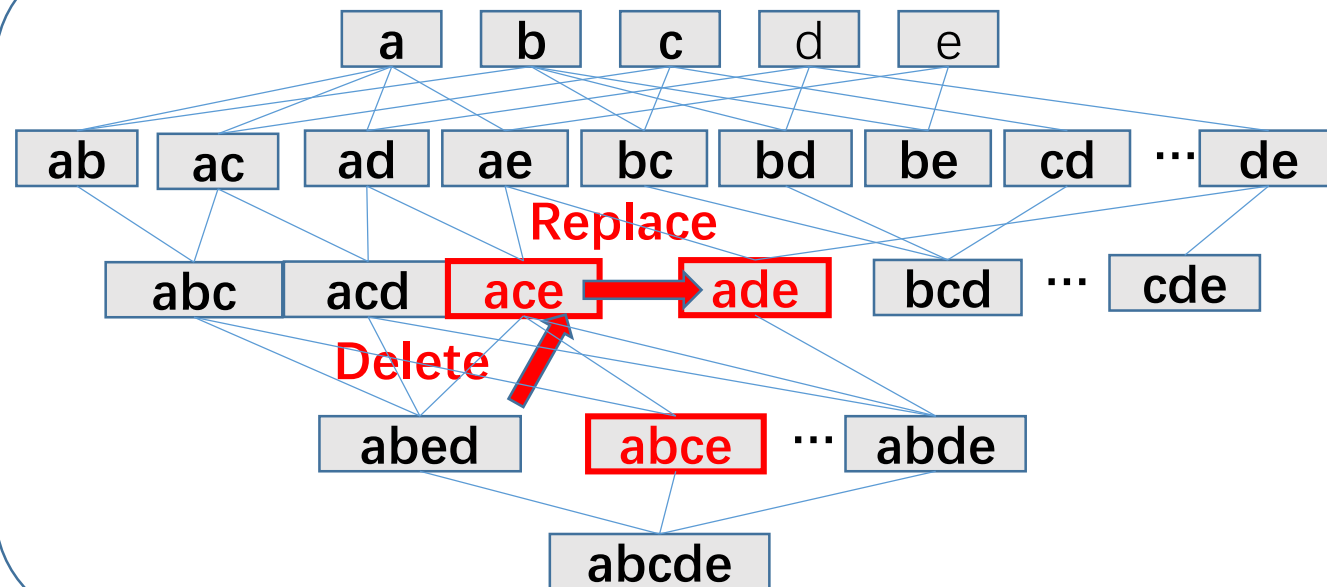 a b c d e
ab ac ad ae bc bd be cd ... de
Replace
abc acd ace ade bcd ... cde
Delete
abed abce ... abde
abcde